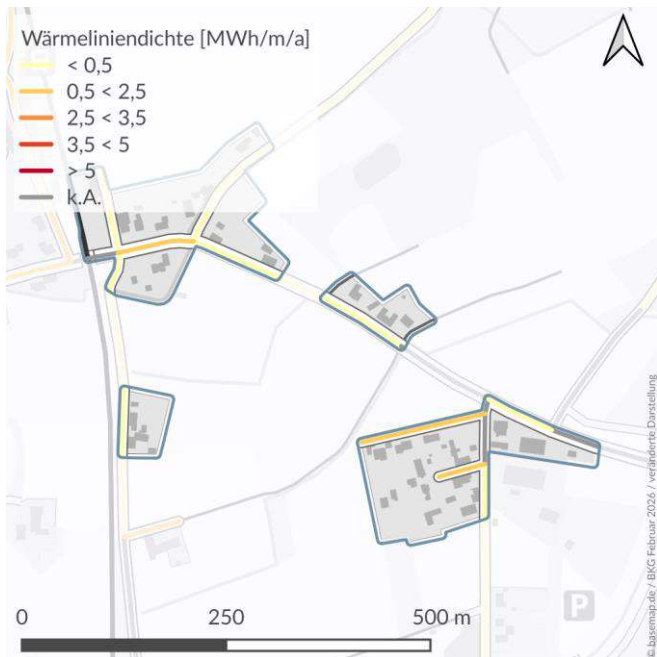 Wärmeliniendichte [MWh/m/a]
< 0,5
0,5 < 2,5
2,5 < 3,5
3,5 < 5
> 5
k.A.
P
0 250 500 m
© basemap.de / BKG Februar 2026 / veränderte Darstellung